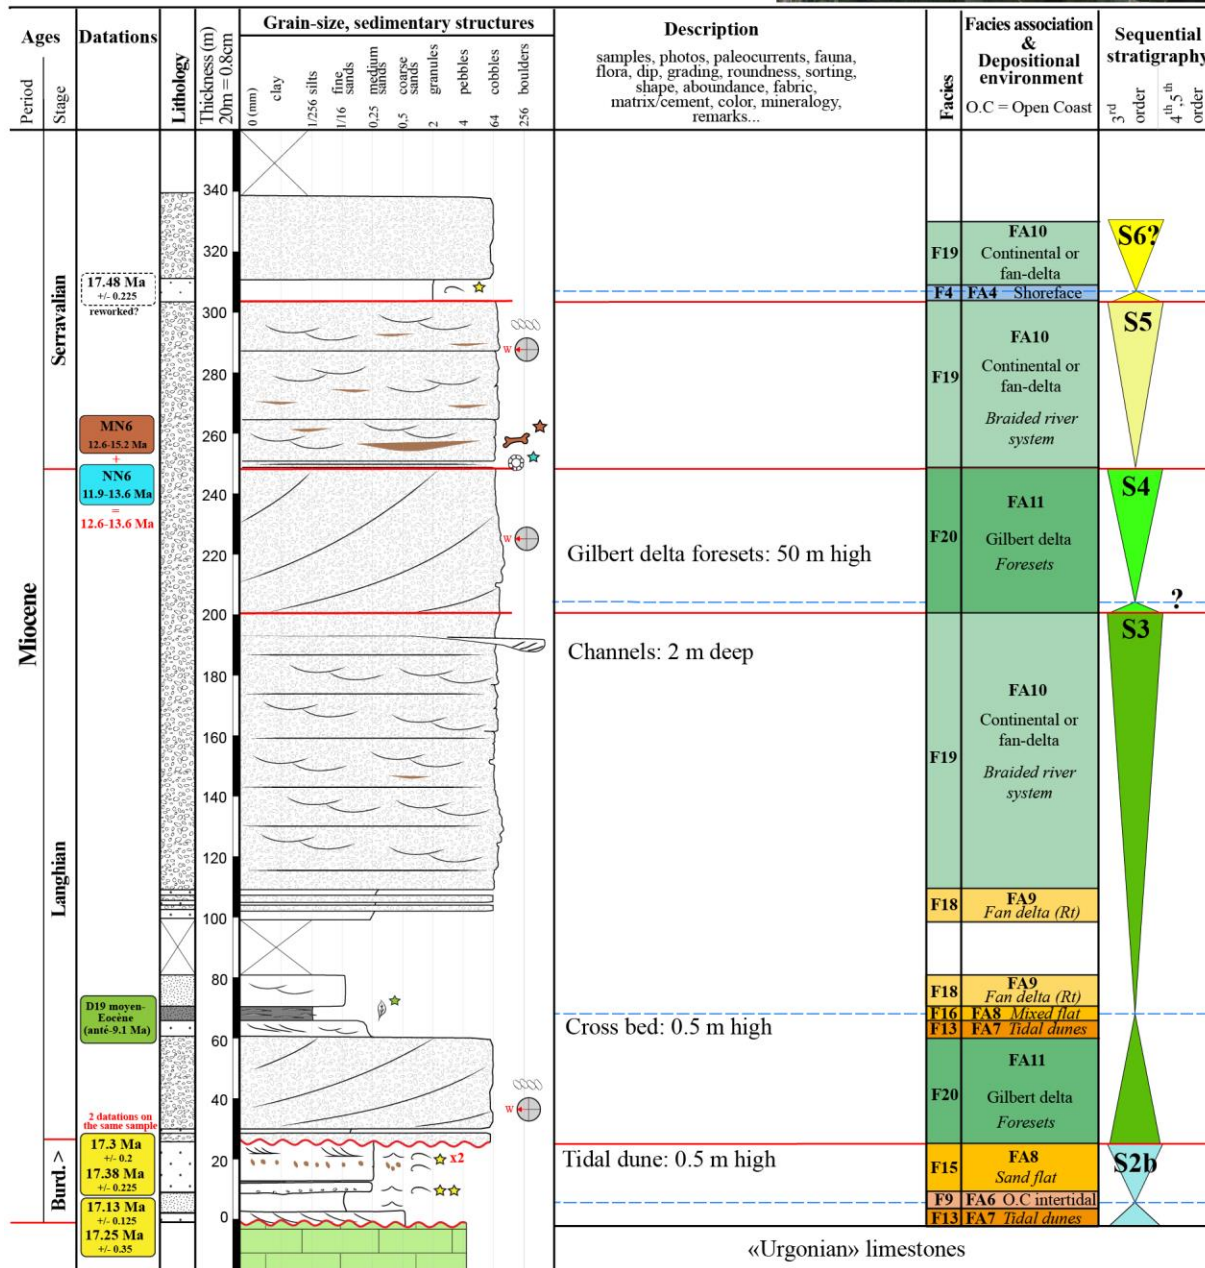 Ages
Datations
Grain-size, sedimentary structures
Description
Facies association
&
Depositional
environment
O.C = Open Coast
Sequential
stratigraphy
Period
Stage
Lithology
Thickness (m)
20m = 0.8cm
0 (mm)
clay
1/256
silts
1/16
fine
sands
0,25
medium
sands
0,5
coarse
sands
2
granules
4
pebbles
64
cobbles
256
boulders
samples, photos, paleocurrents, fauna,
flora, dip, grading, roundness, sorting,
shape, aboundance, fabric,
matrix/cement, color, mineralogy,
remarks...
Facies
3rd
order
4th,5th
order
Miocene
Serravalian
Langhian
Burd. >
340
320
300
280
260
240
220
200
180
160
140
120
100
80
60
40
20
0
17.48 Ma
+/- 0.225
reworked?
MN6
12.6-15.2 Ma
+
NN6
11.9-13.6 Ma
=
12.6-13.6 Ma
D19 moyen-
Eocène
(anté-9.1 Ma)
2 datations on
the same sample
17.3 Ma
+/- 0.2
17.38 Ma
+/- 0.225
17.13 Ma
+/- 0.125
17.25 Ma
+/- 0.35
W
W
W
x2
Gilbert delta foresets: 50 m high
Channels: 2 m deep
Cross bed: 0.5 m high
Tidal dune: 0.5 m high
«Urgonian» limestones
F19
FA10
Continental or
fan-delta
F4
FA4 Shoreface
F19
FA10
Continental or
fan-delta
Braided river
system
F20
FA11
Gilbert delta
Foresets
F19
FA10
Continental or
fan-delta
Braided river
system
F18
FA9
Fan delta (Rt)
F18
FA9
Fan delta (Rt)
F16
FA8 Mixed flat
F13
FA7 Tidal dunes
F20
FA11
Gilbert delta
Foresets
F15
FA8
Sand flat
F9
FA6 O.C intertidal
F13
FA7 Tidal dunes
S6?
S5
S4
?
S3
S2b